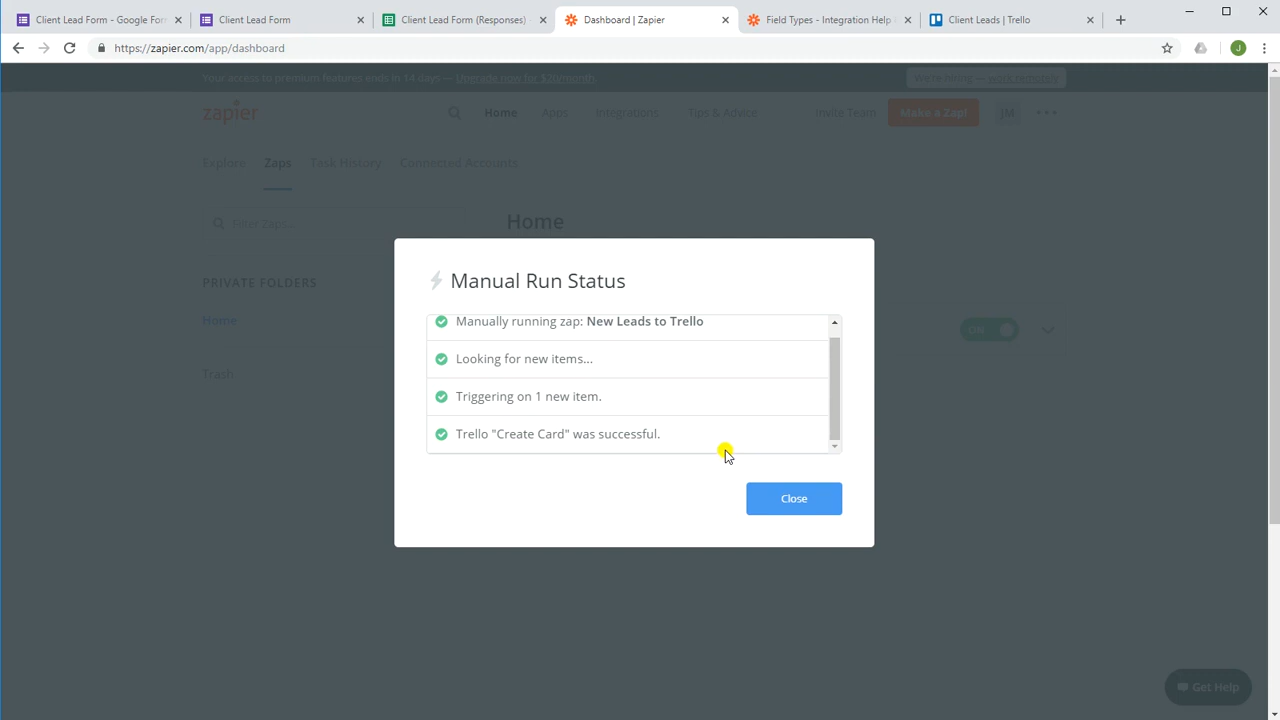 Client Lead Form - Google For
Client Lead Form
Client Lead Form (Responses)
Dashboard | Zapier
Field Types - Integration Help
Client Leads | Trello
https://zapier.com/app/dashboard
J
Your access to premium features ends in 14 days — Upgrade now for $20/month
We're hiring — work remotely
zapier
Home
Apps
Integrations
Tips & Advice
Invite Team
Make a Zap!
JM
Explore
Zaps
Task History
Connected Accounts
Filter Zaps...
Home
PRIVATE FOLDERS
Home
Trash
ON
Manual Run Status
Manually running zap: New Leads to Trello
Looking for new items...
Triggering on 1 new item.
Trello "Create Card" was successful.
Close
Get Help